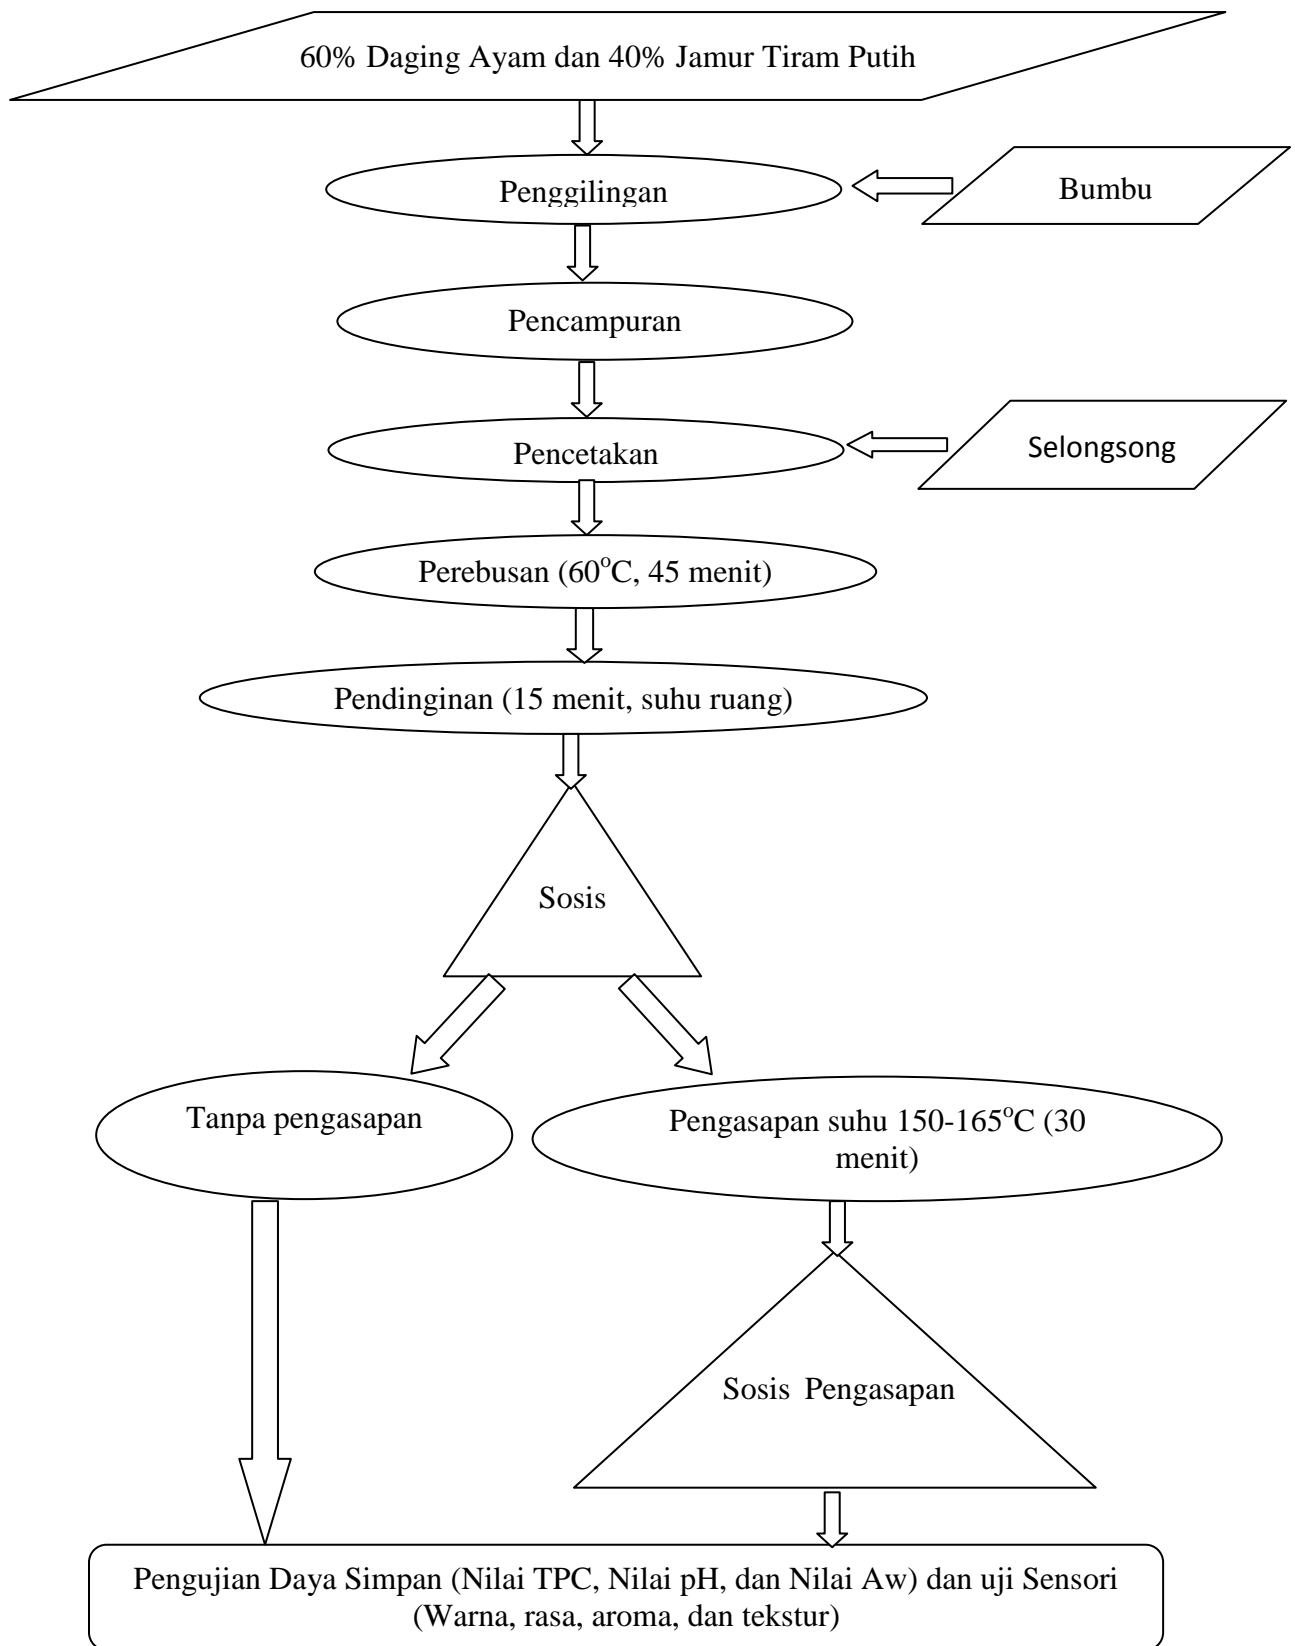 60% Daging Ayam dan 40% Jamur Tiram Putih
Penggilingan
Bumbu
Pencampuran
Pencetakan
Selongsong
Perebusan (60°C, 45 menit)
Pendinginan (15 menit, suhu ruang)
Sosis
Tanpa pengasapan
Pengasapan suhu 150-165°C (30
menit)
Sosis Pengasapan
Pengujian Daya Simpan (Nilai TPC, Nilai pH, dan Nilai Aw) dan uji Sensori
(Warna, rasa, aroma, dan tekstur)